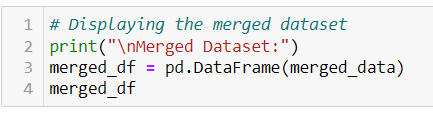 1 # Displaying the merged dataset
2 print("\nMerged Dataset:")
3 merged_df = pd.DataFrame(merged_data)
4 merged_df